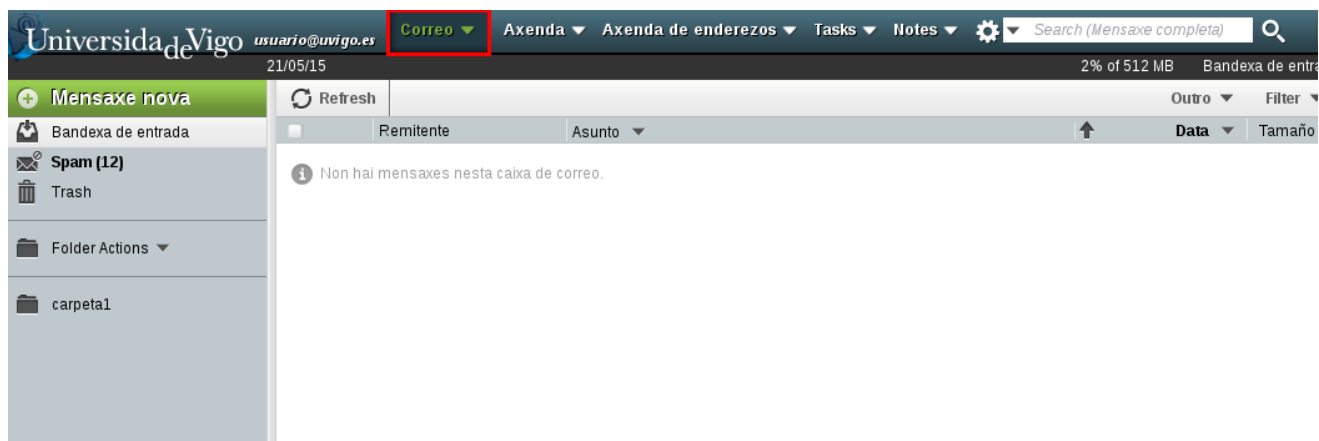 Universidade Vigo usuario@uvigo.es Correo Axenda Axenda de enderezos Tasks Notes Search (Mensaxe completa)
21/05/15 2% of 512 MB Bandexa de entra
Mensaxe nova Refresh Outro Filter
Bandexa de entrada Remitente Asunto Data Tamaño
Spam (12) Non hai mensaxes nesta caixa de correo.
Trash
Folder Actions
carpeta1